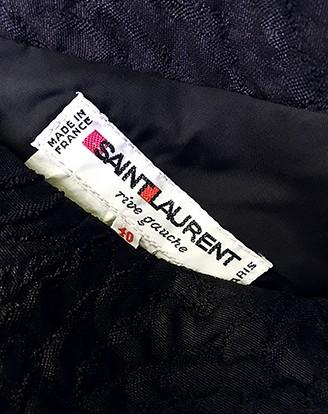 MADE IN
FRANCE
SAINT LAURENT
rive gauche
40
PARIS